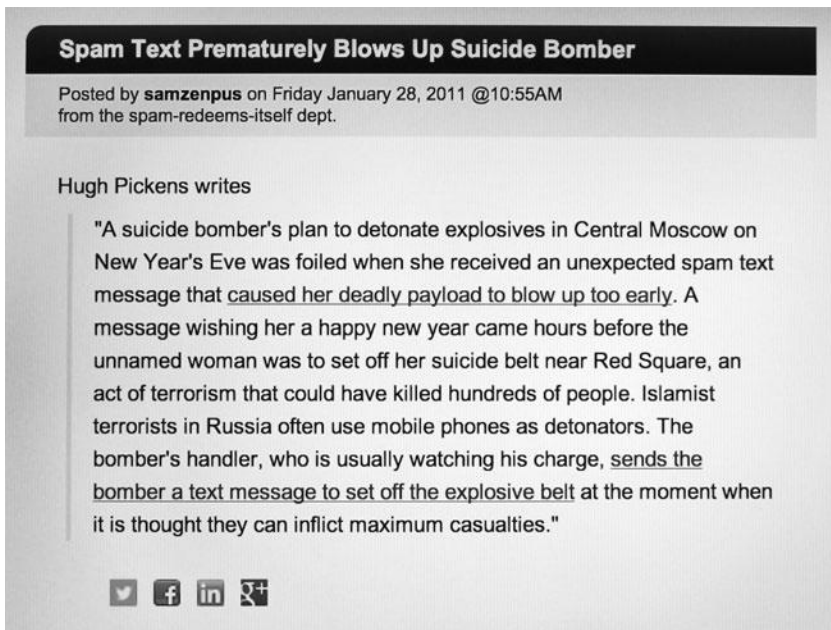 Spam Text Prematurely Blows Up Suicide Bomber
Posted by samzenpus on Friday January 28, 2011 @10:55AM
from the spam-redeems-itself dept.
Hugh Pickens writes
"A suicide bomber's plan to detonate explosives in Central Moscow on
New Year's Eve was foiled when she received an unexpected spam text
message that caused her deadly payload to blow up too early. A
message wishing her a happy new year came hours before the
unnamed woman was to set off her suicide belt near Red Square, an
act of terrorism that could have killed hundreds of people. Islamist
terrorists in Russia often use mobile phones as detonators. The
bomber's handler, who is usually watching his charge, sends the
bomber a text message to set off the explosive belt at the moment when
it is thought they can inflict maximum casualties."
f in g+